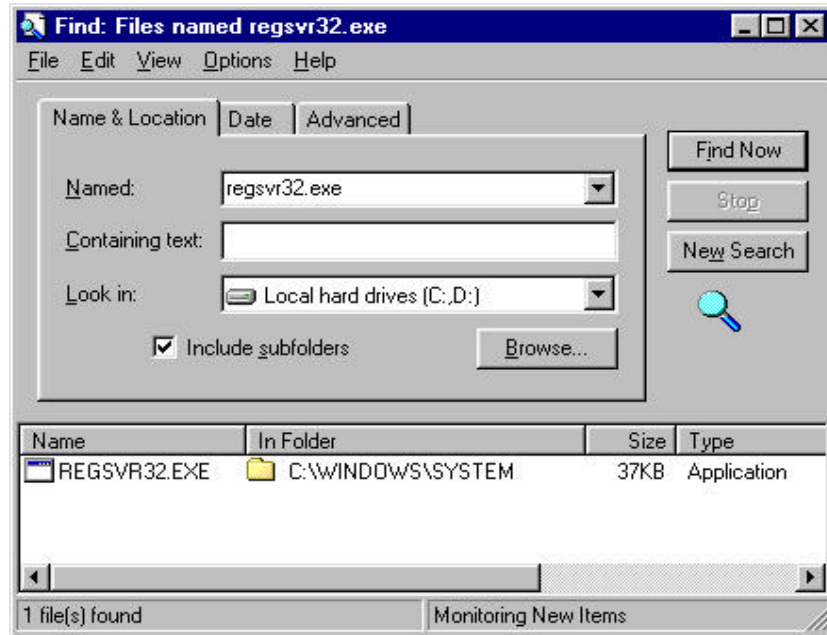 Find: Files named regsvr32.exe
File Edit View Options Help
Name & Location Date Advanced
Find Now
Named: regsvr32.exe
Stop
Containing text:
New Search
Look in: Local hard drives (C:,D:)
Include subfolders Browse...
Name In Folder Size Type
REGSVR32.EXE C:\WINDOWS\SYSTEM 37KB Application
1 file(s) found Monitoring New Items